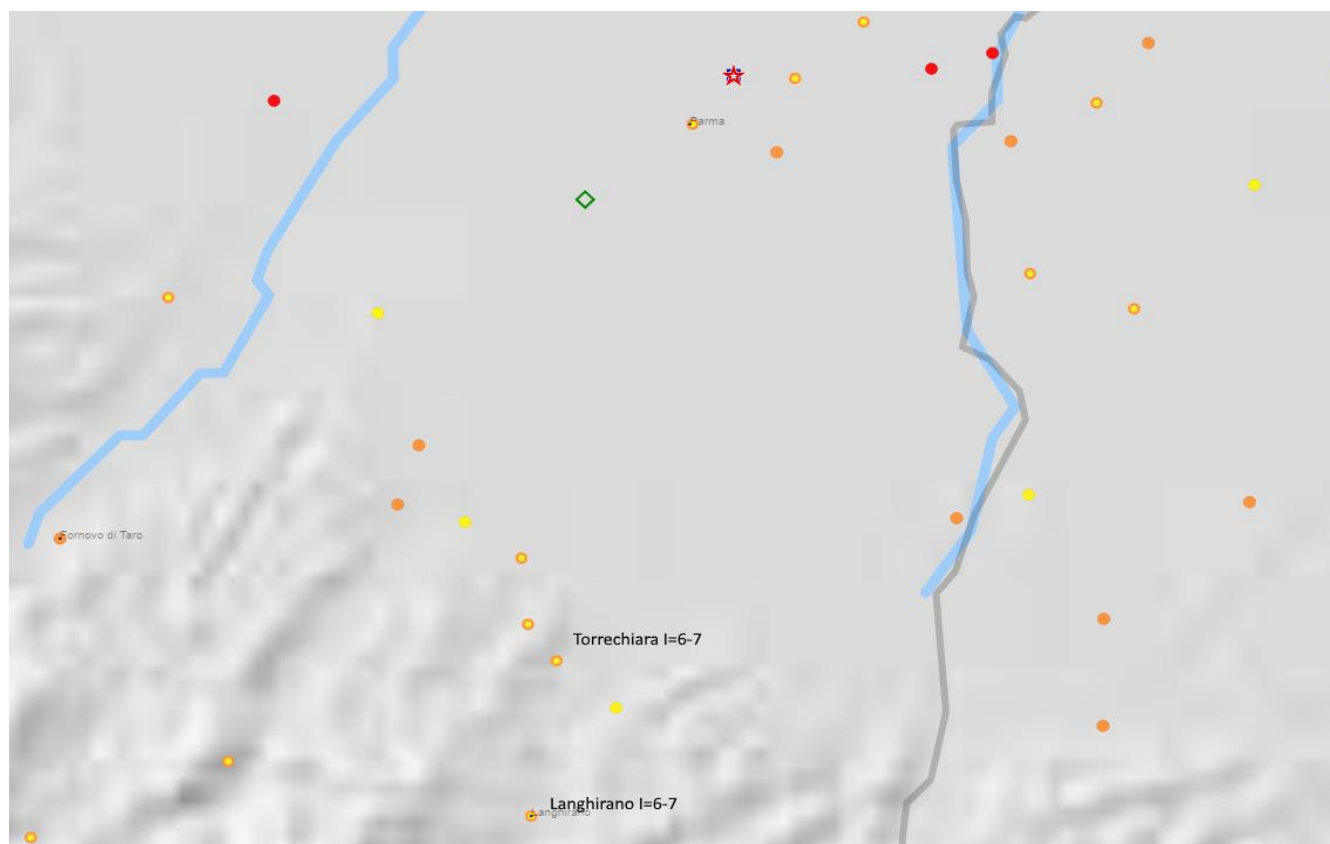 Parma
Fornovo di Taro
Torrechiara I=6-7
Langhirano I=6-7
Langhirano